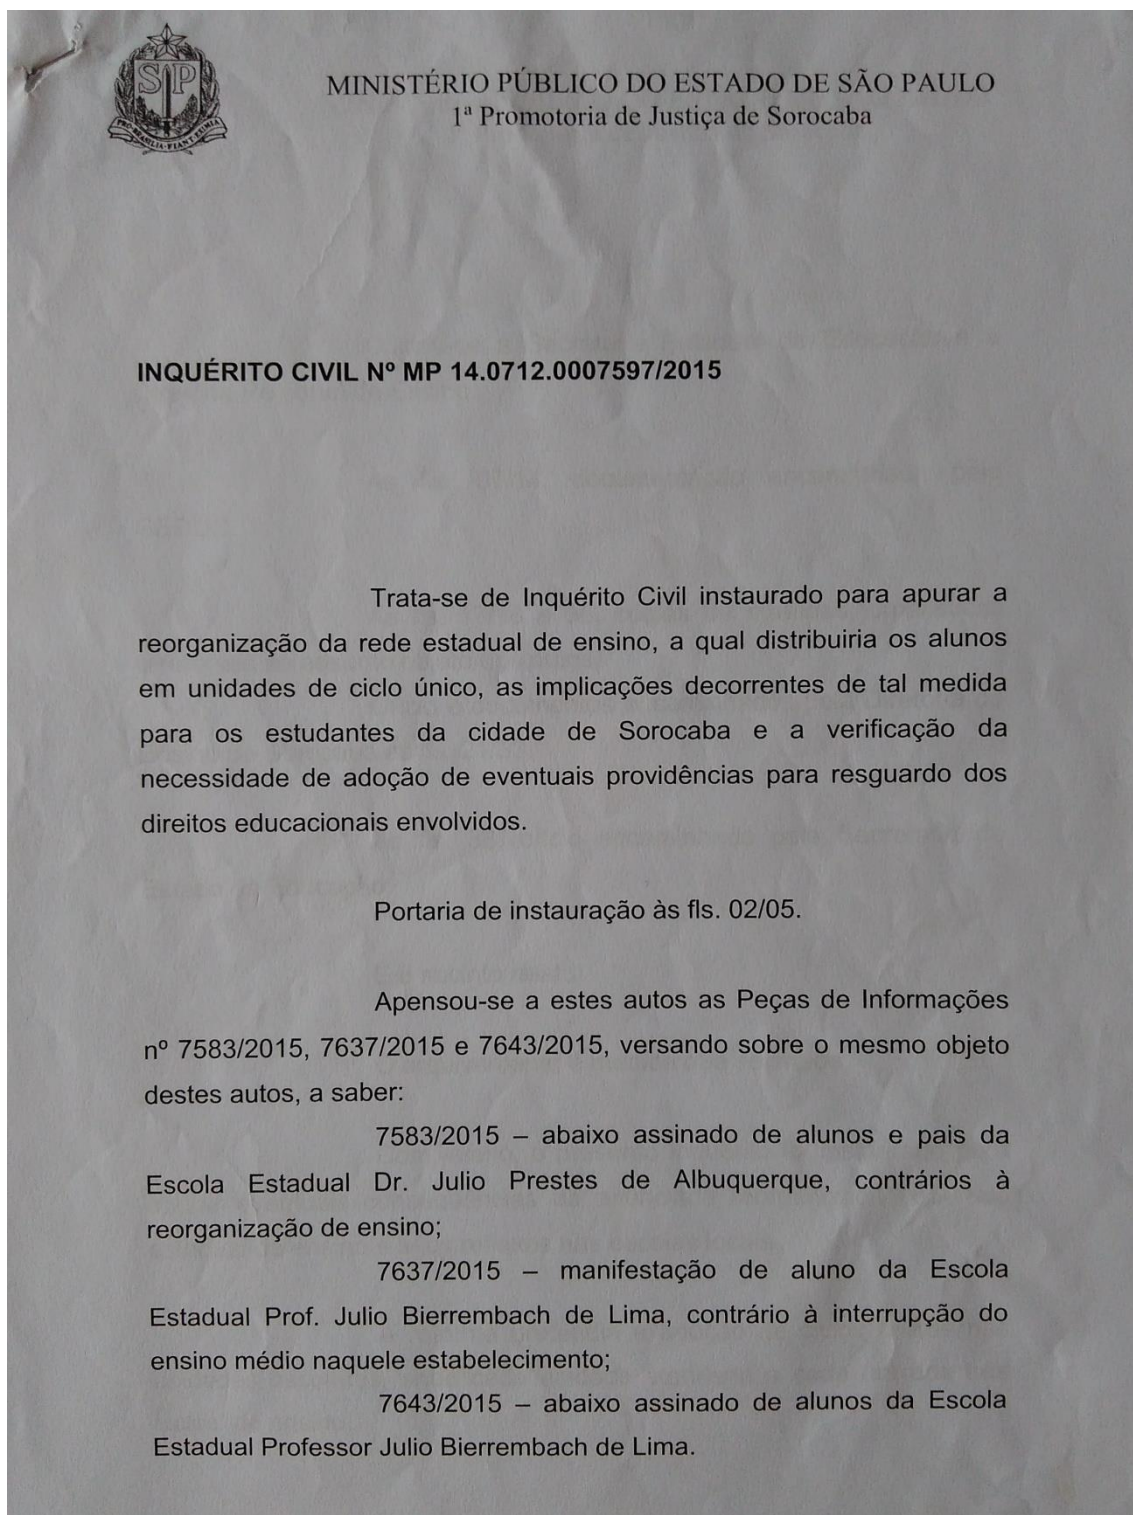 SP
PRO·BRASILIA·FIANT·EXIMIA
MINISTÉRIO PÚBLICO DO ESTADO DE SÃO PAULO
1ª Promotoria de Justiça de Sorocaba
INQUÉRITO CIVIL Nº MP 14.0712.0007597/2015
Trata-se de Inquérito Civil instaurado para apurar a
reorganização da rede estadual de ensino, a qual distribuiria os alunos
em unidades de ciclo único, as implicações decorrentes de tal medida
para os estudantes da cidade de Sorocaba e a verificação da
necessidade de adoção de eventuais providências para resguardo dos
direitos educacionais envolvidos.
Portaria de instauração às fls. 02/05.
Apensou-se a estes autos as Peças de Informações
nº 7583/2015, 7637/2015 e 7643/2015, versando sobre o mesmo objeto
destes autos, a saber:
7583/2015 – abaixo assinado de alunos e pais da
Escola Estadual Dr. Julio Prestes de Albuquerque, contrários à
reorganização de ensino;
7637/2015 – manifestação de aluno da Escola
Estadual Prof. Julio Bierrembach de Lima, contrário à interrupção do
ensino médio naquele estabelecimento;
7643/2015 – abaixo assinado de alunos da Escola
Estadual Professor Julio Bierrembach de Lima.